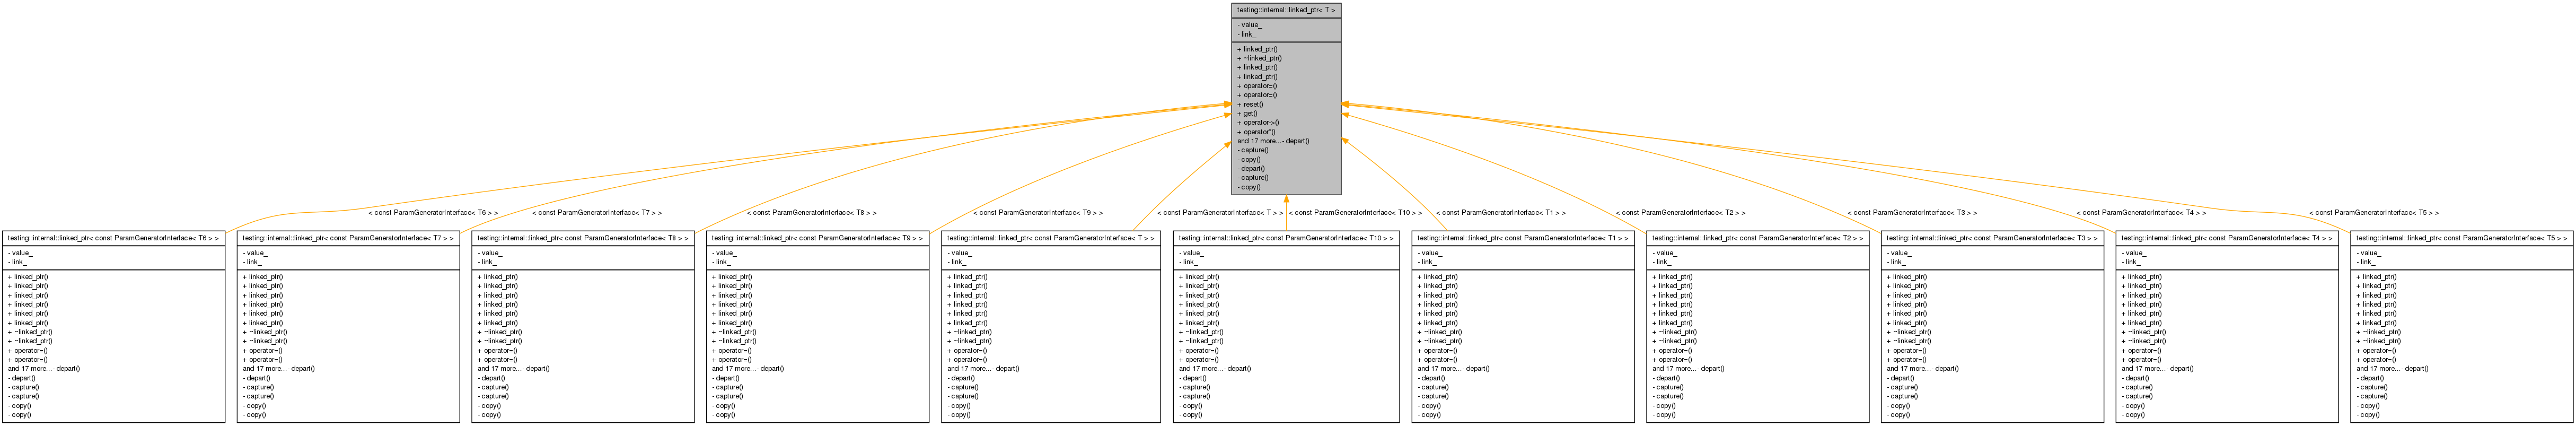 testing::internal::linked_ptr< T >
- value_
- link_
+ linked_ptr()
+ ~linked_ptr()
+ linked_ptr()
+ linked_ptr()
+ operator=()
+ operator=()
+ reset()
+ get()
+ operator->()
+ operator*()
and 17 more...- depart()
- capture()
- copy()
- depart()
- capture()
- copy()
< const ParamGeneratorInterface< T6 > >
< const ParamGeneratorInterface< T7 > >
< const ParamGeneratorInterface< T8 > >
< const ParamGeneratorInterface< T9 > >
< const ParamGeneratorInterface< T > >
< const ParamGeneratorInterface< T10 > >
< const ParamGeneratorInterface< T1 > >
< const ParamGeneratorInterface< T2 > >
< const ParamGeneratorInterface< T3 > >
< const ParamGeneratorInterface< T4 > >
< const ParamGeneratorInterface< T5 > >
testing::internal::linked_ptr< const ParamGeneratorInterface< T6 > >
- value_
- link_
+ linked_ptr()
+ linked_ptr()
+ linked_ptr()
+ linked_ptr()
+ linked_ptr()
+ linked_ptr()
+ ~linked_ptr()
+ ~linked_ptr()
+ operator=()
+ operator=()
and 17 more...- depart()
- depart()
- capture()
- capture()
- copy()
- copy()
testing::internal::linked_ptr< const ParamGeneratorInterface< T7 > >
- value_
- link_
+ linked_ptr()
+ linked_ptr()
+ linked_ptr()
+ linked_ptr()
+ linked_ptr()
+ linked_ptr()
+ ~linked_ptr()
+ ~linked_ptr()
+ operator=()
+ operator=()
and 17 more...- depart()
- depart()
- capture()
- capture()
- copy()
- copy()
testing::internal::linked_ptr< const ParamGeneratorInterface< T8 > >
- value_
- link_
+ linked_ptr()
+ linked_ptr()
+ linked_ptr()
+ linked_ptr()
+ linked_ptr()
+ linked_ptr()
+ ~linked_ptr()
+ ~linked_ptr()
+ operator=()
+ operator=()
and 17 more...- depart()
- depart()
- capture()
- capture()
- copy()
- copy()
testing::internal::linked_ptr< const ParamGeneratorInterface< T9 > >
- value_
- link_
+ linked_ptr()
+ linked_ptr()
+ linked_ptr()
+ linked_ptr()
+ linked_ptr()
+ linked_ptr()
+ ~linked_ptr()
+ ~linked_ptr()
+ operator=()
+ operator=()
and 17 more...- depart()
- depart()
- capture()
- capture()
- copy()
- copy()
testing::internal::linked_ptr< const ParamGeneratorInterface< T > >
- value_
- link_
+ linked_ptr()
+ linked_ptr()
+ linked_ptr()
+ linked_ptr()
+ linked_ptr()
+ linked_ptr()
+ ~linked_ptr()
+ ~linked_ptr()
+ operator=()
+ operator=()
and 17 more...- depart()
- depart()
- capture()
- capture()
- copy()
- copy()
testing::internal::linked_ptr< const ParamGeneratorInterface< T10 > >
- value_
- link_
+ linked_ptr()
+ linked_ptr()
+ linked_ptr()
+ linked_ptr()
+ linked_ptr()
+ linked_ptr()
+ ~linked_ptr()
+ ~linked_ptr()
+ operator=()
+ operator=()
and 17 more...- depart()
- depart()
- capture()
- capture()
- copy()
- copy()
testing::internal::linked_ptr< const ParamGeneratorInterface< T1 > >
- value_
- link_
+ linked_ptr()
+ linked_ptr()
+ linked_ptr()
+ linked_ptr()
+ linked_ptr()
+ linked_ptr()
+ ~linked_ptr()
+ ~linked_ptr()
+ operator=()
+ operator=()
and 17 more...- depart()
- depart()
- capture()
- capture()
- copy()
- copy()
testing::internal::linked_ptr< const ParamGeneratorInterface< T2 > >
- value_
- link_
+ linked_ptr()
+ linked_ptr()
+ linked_ptr()
+ linked_ptr()
+ linked_ptr()
+ linked_ptr()
+ ~linked_ptr()
+ ~linked_ptr()
+ operator=()
+ operator=()
and 17 more...- depart()
- depart()
- capture()
- capture()
- copy()
- copy()
testing::internal::linked_ptr< const ParamGeneratorInterface< T3 > >
- value_
- link_
+ linked_ptr()
+ linked_ptr()
+ linked_ptr()
+ linked_ptr()
+ linked_ptr()
+ linked_ptr()
+ ~linked_ptr()
+ ~linked_ptr()
+ operator=()
+ operator=()
and 17 more...- depart()
- depart()
- capture()
- capture()
- copy()
- copy()
testing::internal::linked_ptr< const ParamGeneratorInterface< T4 > >
- value_
- link_
+ linked_ptr()
+ linked_ptr()
+ linked_ptr()
+ linked_ptr()
+ linked_ptr()
+ linked_ptr()
+ ~linked_ptr()
+ ~linked_ptr()
+ operator=()
+ operator=()
and 17 more...- depart()
- depart()
- capture()
- capture()
- copy()
- copy()
testing::internal::linked_ptr< const ParamGeneratorInterface< T5 > >
- value_
- link_
+ linked_ptr()
+ linked_ptr()
+ linked_ptr()
+ linked_ptr()
+ linked_ptr()
+ linked_ptr()
+ ~linked_ptr()
+ ~linked_ptr()
+ operator=()
+ operator=()
and 17 more...- depart()
- depart()
- capture()
- capture()
- copy()
- copy()